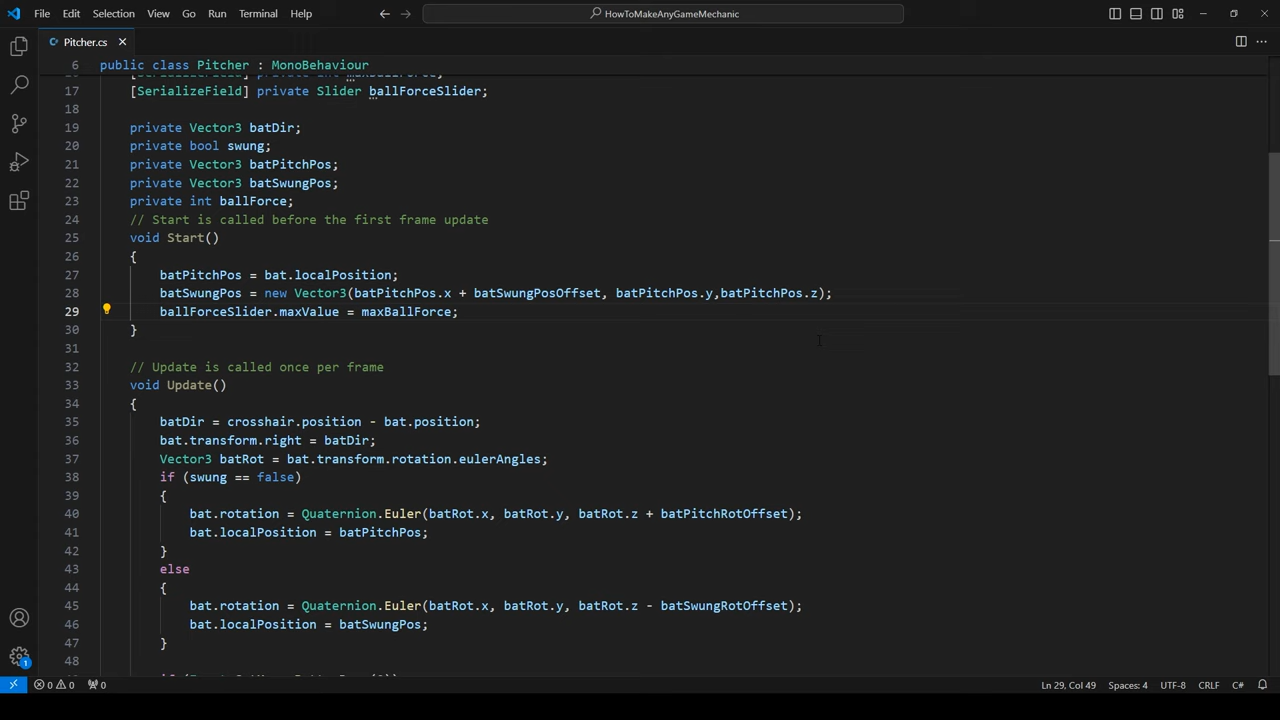 File Edit Selection View Go Run Terminal Help
HowToMakeAnyGameMechanic
Pitcher.cs
6 public class Pitcher : MonoBehaviour
17 [SerializeField] private Slider ballForceSlider;
18
19 private Vector3 batDir;
20 private bool swung;
21 private Vector3 batPitchPos;
22 private Vector3 batSwungPos;
23 private int ballForce;
24 // Start is called before the first frame update
25 void Start()
26 {
27 batPitchPos = bat.localPosition;
28 batSwungPos = new Vector3(batPitchPos.x + batSwungPosOffset, batPitchPos.y,batPitchPos.z);
29 ballForceSlider.maxValue = maxBallForce;
30 }
31
32 // Update is called once per frame
33 void Update()
34 {
35 batDir = crosshair.position - bat.position;
36 bat.transform.right = batDir;
37 Vector3 batRot = bat.transform.rotation.eulerAngles;
38 if (swung == false)
39 {
40 bat.rotation = Quaternion.Euler(batRot.x, batRot.y, batRot.z + batPitchRotOffset);
41 bat.localPosition = batPitchPos;
42 }
43 else
44 {
45 bat.rotation = Quaternion.Euler(batRot.x, batRot.y, batRot.z - batSwungRotOffset);
46 bat.localPosition = batSwungPos;
47 }
48
1 0 0 0 Ln 29, Col 49 Spaces: 4 UTF-8 CRLF C#